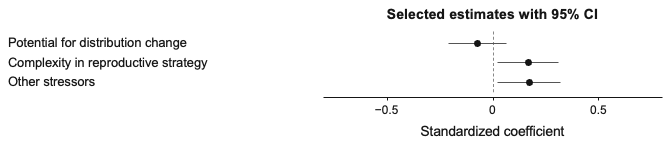 Selected estimates with 95% CI
Potential for distribution change
Complexity in reproductive strategy
Other stressors
−0.5 0 0.5
Standardized coefficient